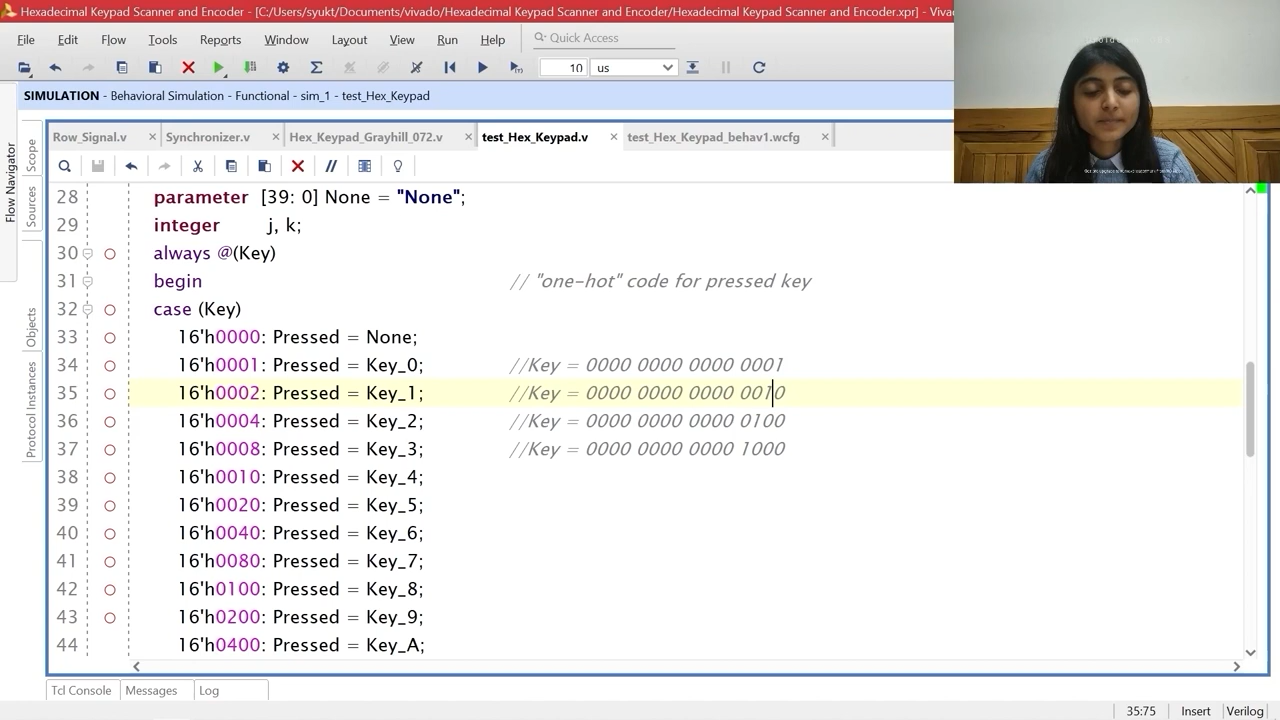 Hexadecimal Keypad Scanner and Encoder - [C:/Users/syukt/Documents/vivado/Hexadecimal Keypad Scanner and Encoder/Hexadecimal Keypad Scanner and Encoder.xpr] - Vivado
File Edit Flow Tools Reports Window Layout View Run Help Quick Access
10 us
SIMULATION - Behavioral Simulation - Functional - sim_1 - test_Hex_Keypad
Flow Navigator
Scope
Sources
Objects
Protocol Instances
Row_Signal.v Synchronizer.v Hex_Keypad_Grayhill_072.v test_Hex_Keypad.v test_Hex_Keypad_behav1.wcfg
28 parameter [39: 0] None = "None";
29 integer j, k;
30 always @(Key)
31 begin // "one-hot" code for pressed key
32 case (Key)
33 16'h0000: Pressed = None;
34 16'h0001: Pressed = Key_0; //Key = 0000 0000 0000 0001
35 16'h0002: Pressed = Key_1; //Key = 0000 0000 0000 0010
36 16'h0004: Pressed = Key_2; //Key = 0000 0000 0000 0100
37 16'h0008: Pressed = Key_3; //Key = 0000 0000 0000 1000
38 16'h0010: Pressed = Key_4;
39 16'h0020: Pressed = Key_5;
40 16'h0040: Pressed = Key_6;
41 16'h0080: Pressed = Key_7;
42 16'h0100: Pressed = Key_8;
43 16'h0200: Pressed = Key_9;
44 16'h0400: Pressed = Key_A;
Tcl Console Messages Log
35:75 Insert Verilog